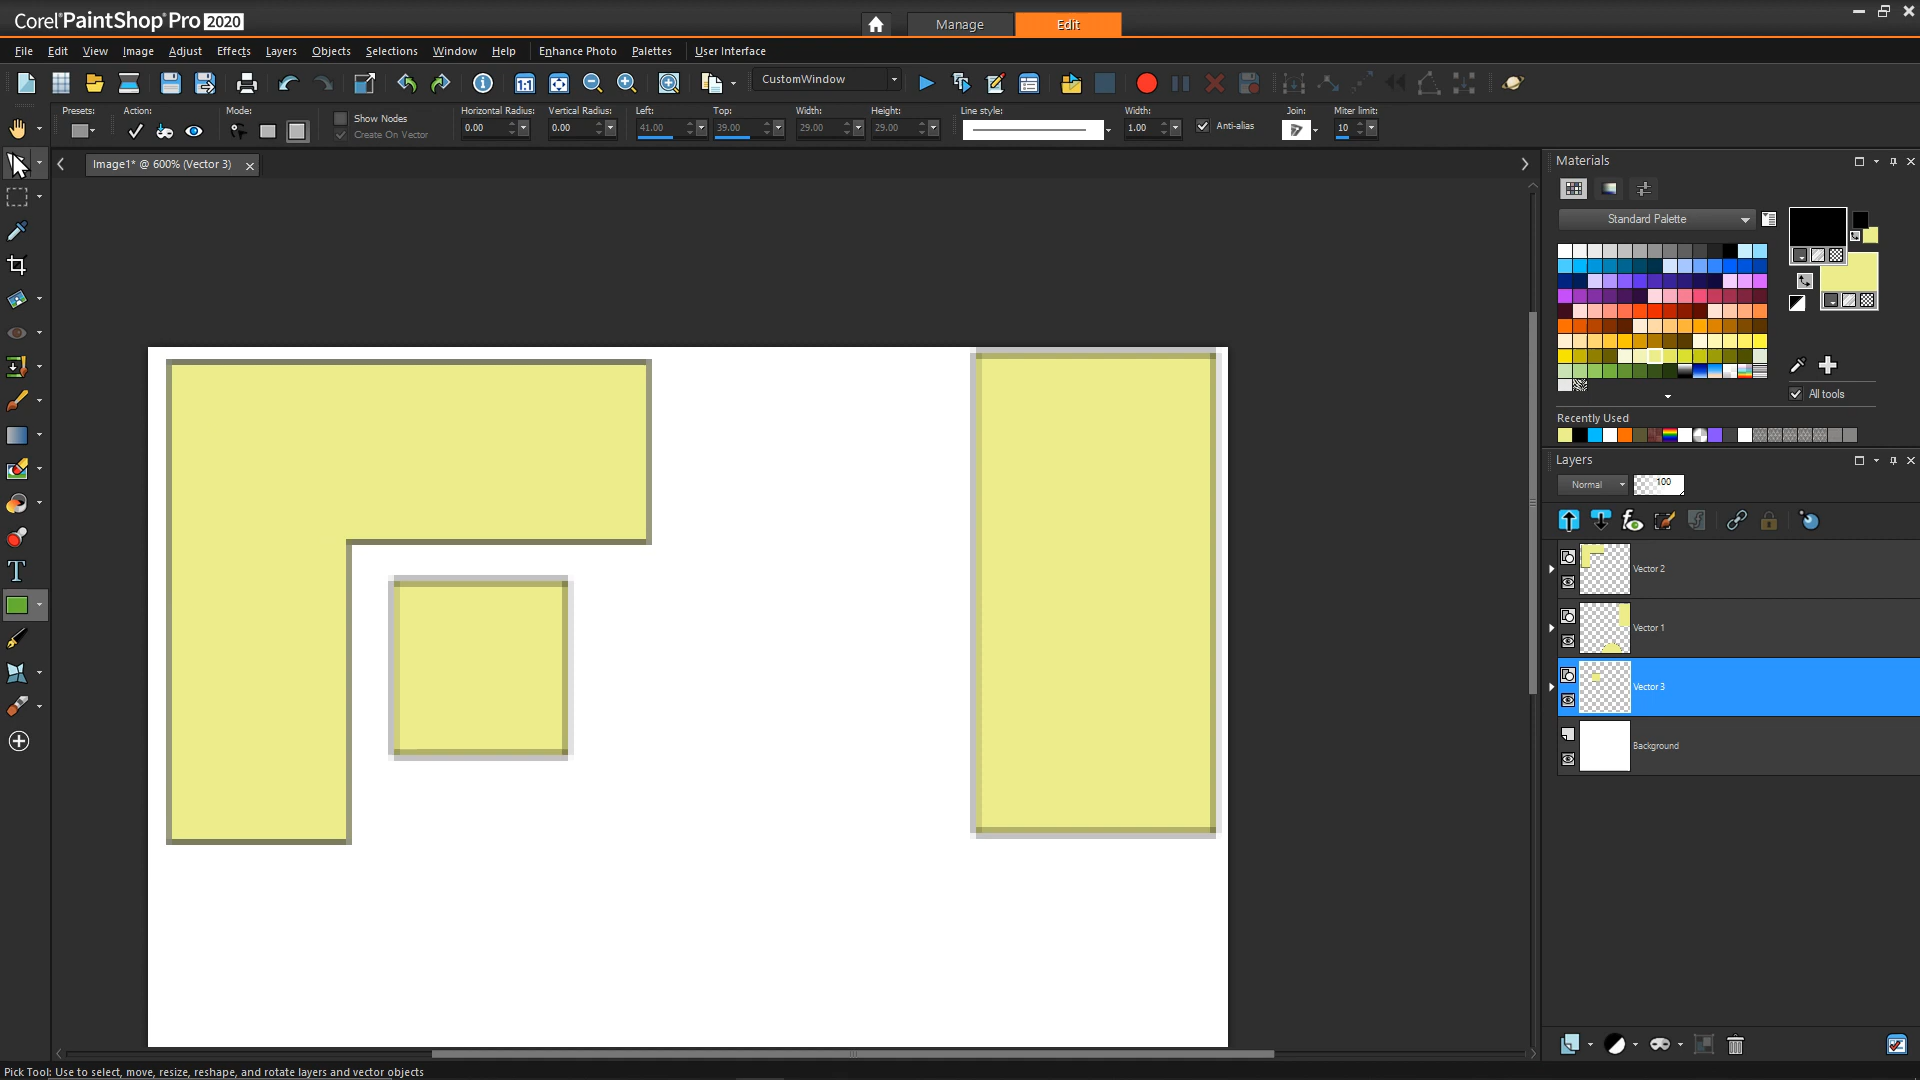 Corel PaintShop Pro 2020
Manage
Edit
File Edit View Image Adjust Effects Layers Objects Selections Window Help Enhance Photo Palettes User Interface
CustomWindow
Presets:
Action:
Mode:
Show Nodes
Create On Vector
Horizontal Radius:
0.00
Vertical Radius:
0.00
Left:
41.00
Top:
39.00
Width:
29.00
Height:
29.00
Line style:
Width:
1.00
Anti-alias
Join:
Miter limit:
10
Image1* @ 600% (Vector 3)
Materials
Standard Palette
All tools
Recently Used
Layers
Normal
100
Vector 2
Vector 1
Vector 3
Background
Pick Tool: Use to select, move, resize, reshape, and rotate layers and vector objects